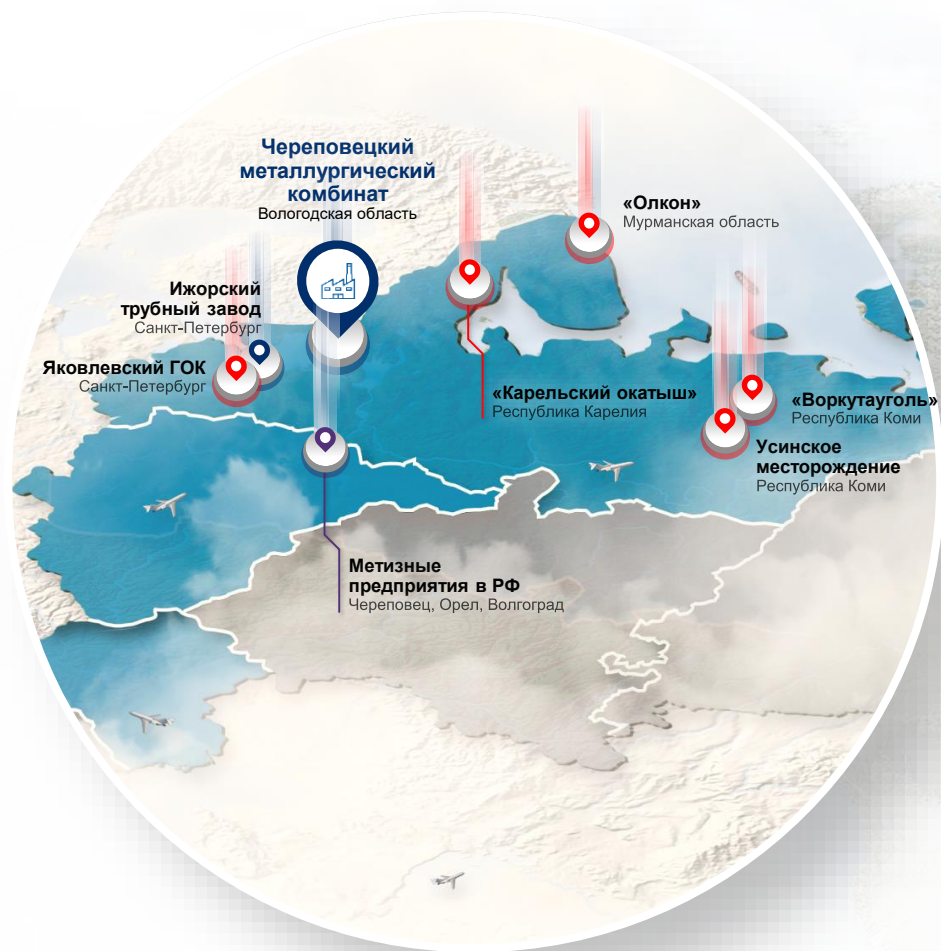 Череповецкий
металлургический
комбинат
Вологодская область
«Олкон»
Мурманская область
Ижорский
трубный завод
Санкт-Петербург
Яковлевский ГОК
Санкт-Петербург
«Карельский окатыш»
Республика Карелия
«Воркутауголь»
Республика Коми
Усинское
месторождение
Республика Коми
Метизные
предприятия в РФ
Череповец, Орел, Волгоград